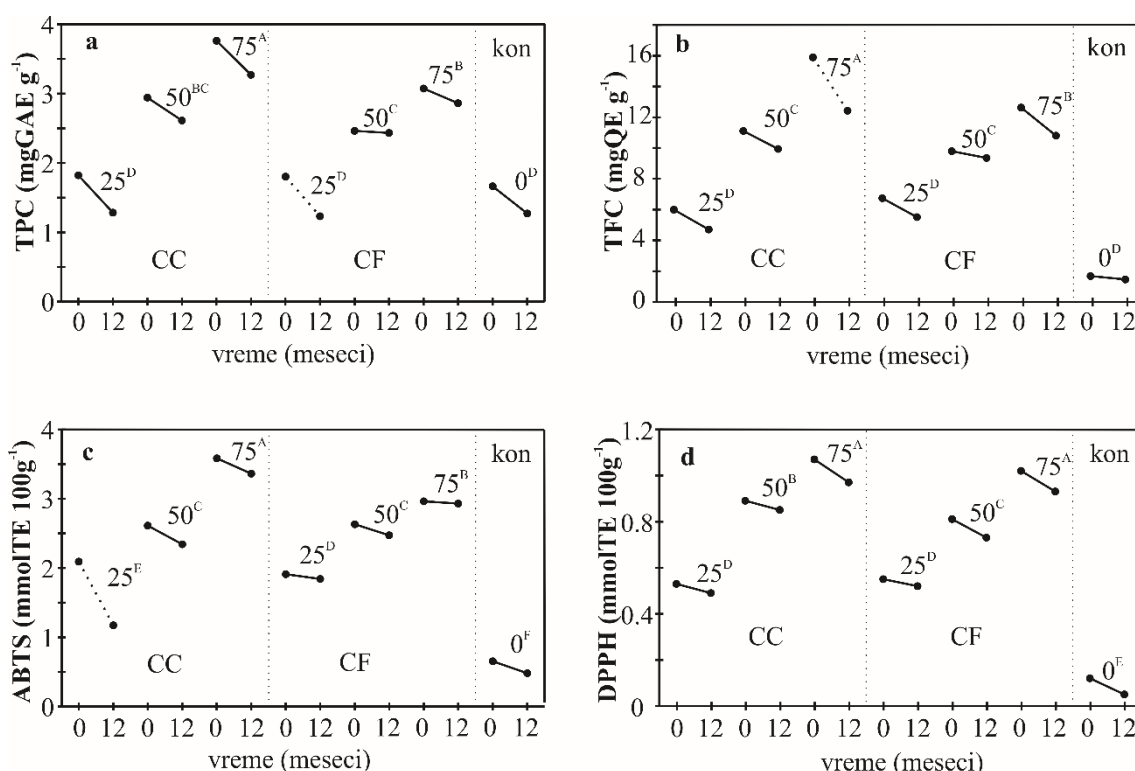 a
kon
TPC (mgGAE g⁻¹)
4
3
2
1
0
25ᴰ
50ᴮᶜ
75ᴬ
25ᴰ
50ᶜ
75ᴮ
0ᴰ
CC
CF
0 12 0 12 0 12 0 12 0 12 0 12 0 12
vreme (meseci)
b
kon
TFC (mgQE g⁻¹)
16
12
8
4
0
25ᴰ
50ᶜ
75ᴬ
25ᴰ
50ᶜ
75ᴮ
0ᴰ
CC
CF
0 12 0 12 0 12 0 12 0 12 0 12 0 12
vreme (meseci)
c
kon
ABTS (mmolTE 100g⁻¹)
4
3
2
1
0
25ᴱ
50ᶜ
75ᴬ
25ᴰ
50ᶜ
75ᴮ
0ꟳ
CC
CF
0 12 0 12 0 12 0 12 0 12 0 12 0 12
vreme (meseci)
d
kon
DPPH (mmolTE 100g⁻¹)
1.2
0.8
0.4
0
25ᴰ
50ᴮ
75ᴬ
25ᴰ
50ᶜ
75ᴬ
0ᴱ
CC
CF
0 12 0 12 0 12 0 12 0 12 0 12 0 12
vreme (meseci)